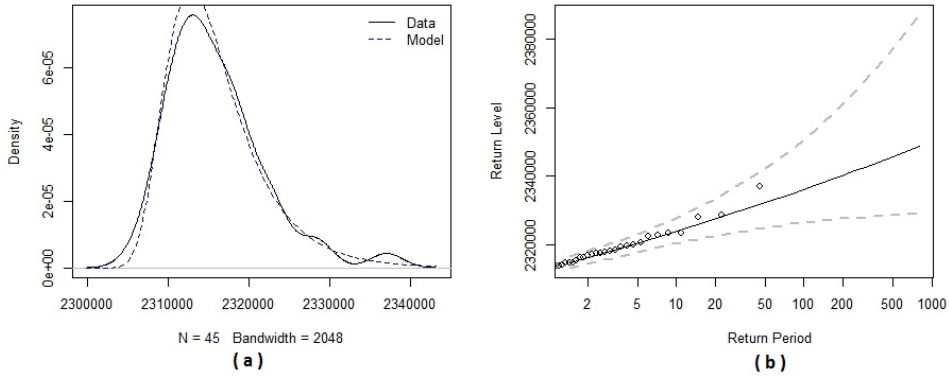 Data
Model
Density
0e+00
2e-05
4e-05
6e-05
2300000 2310000 2320000 2330000 2340000
N = 45 Bandwidth = 2048
( a )
Return Level
2320000
2340000
2360000
2380000
2 5 10 20 50 100 200 500 1000
Return Period
( b )